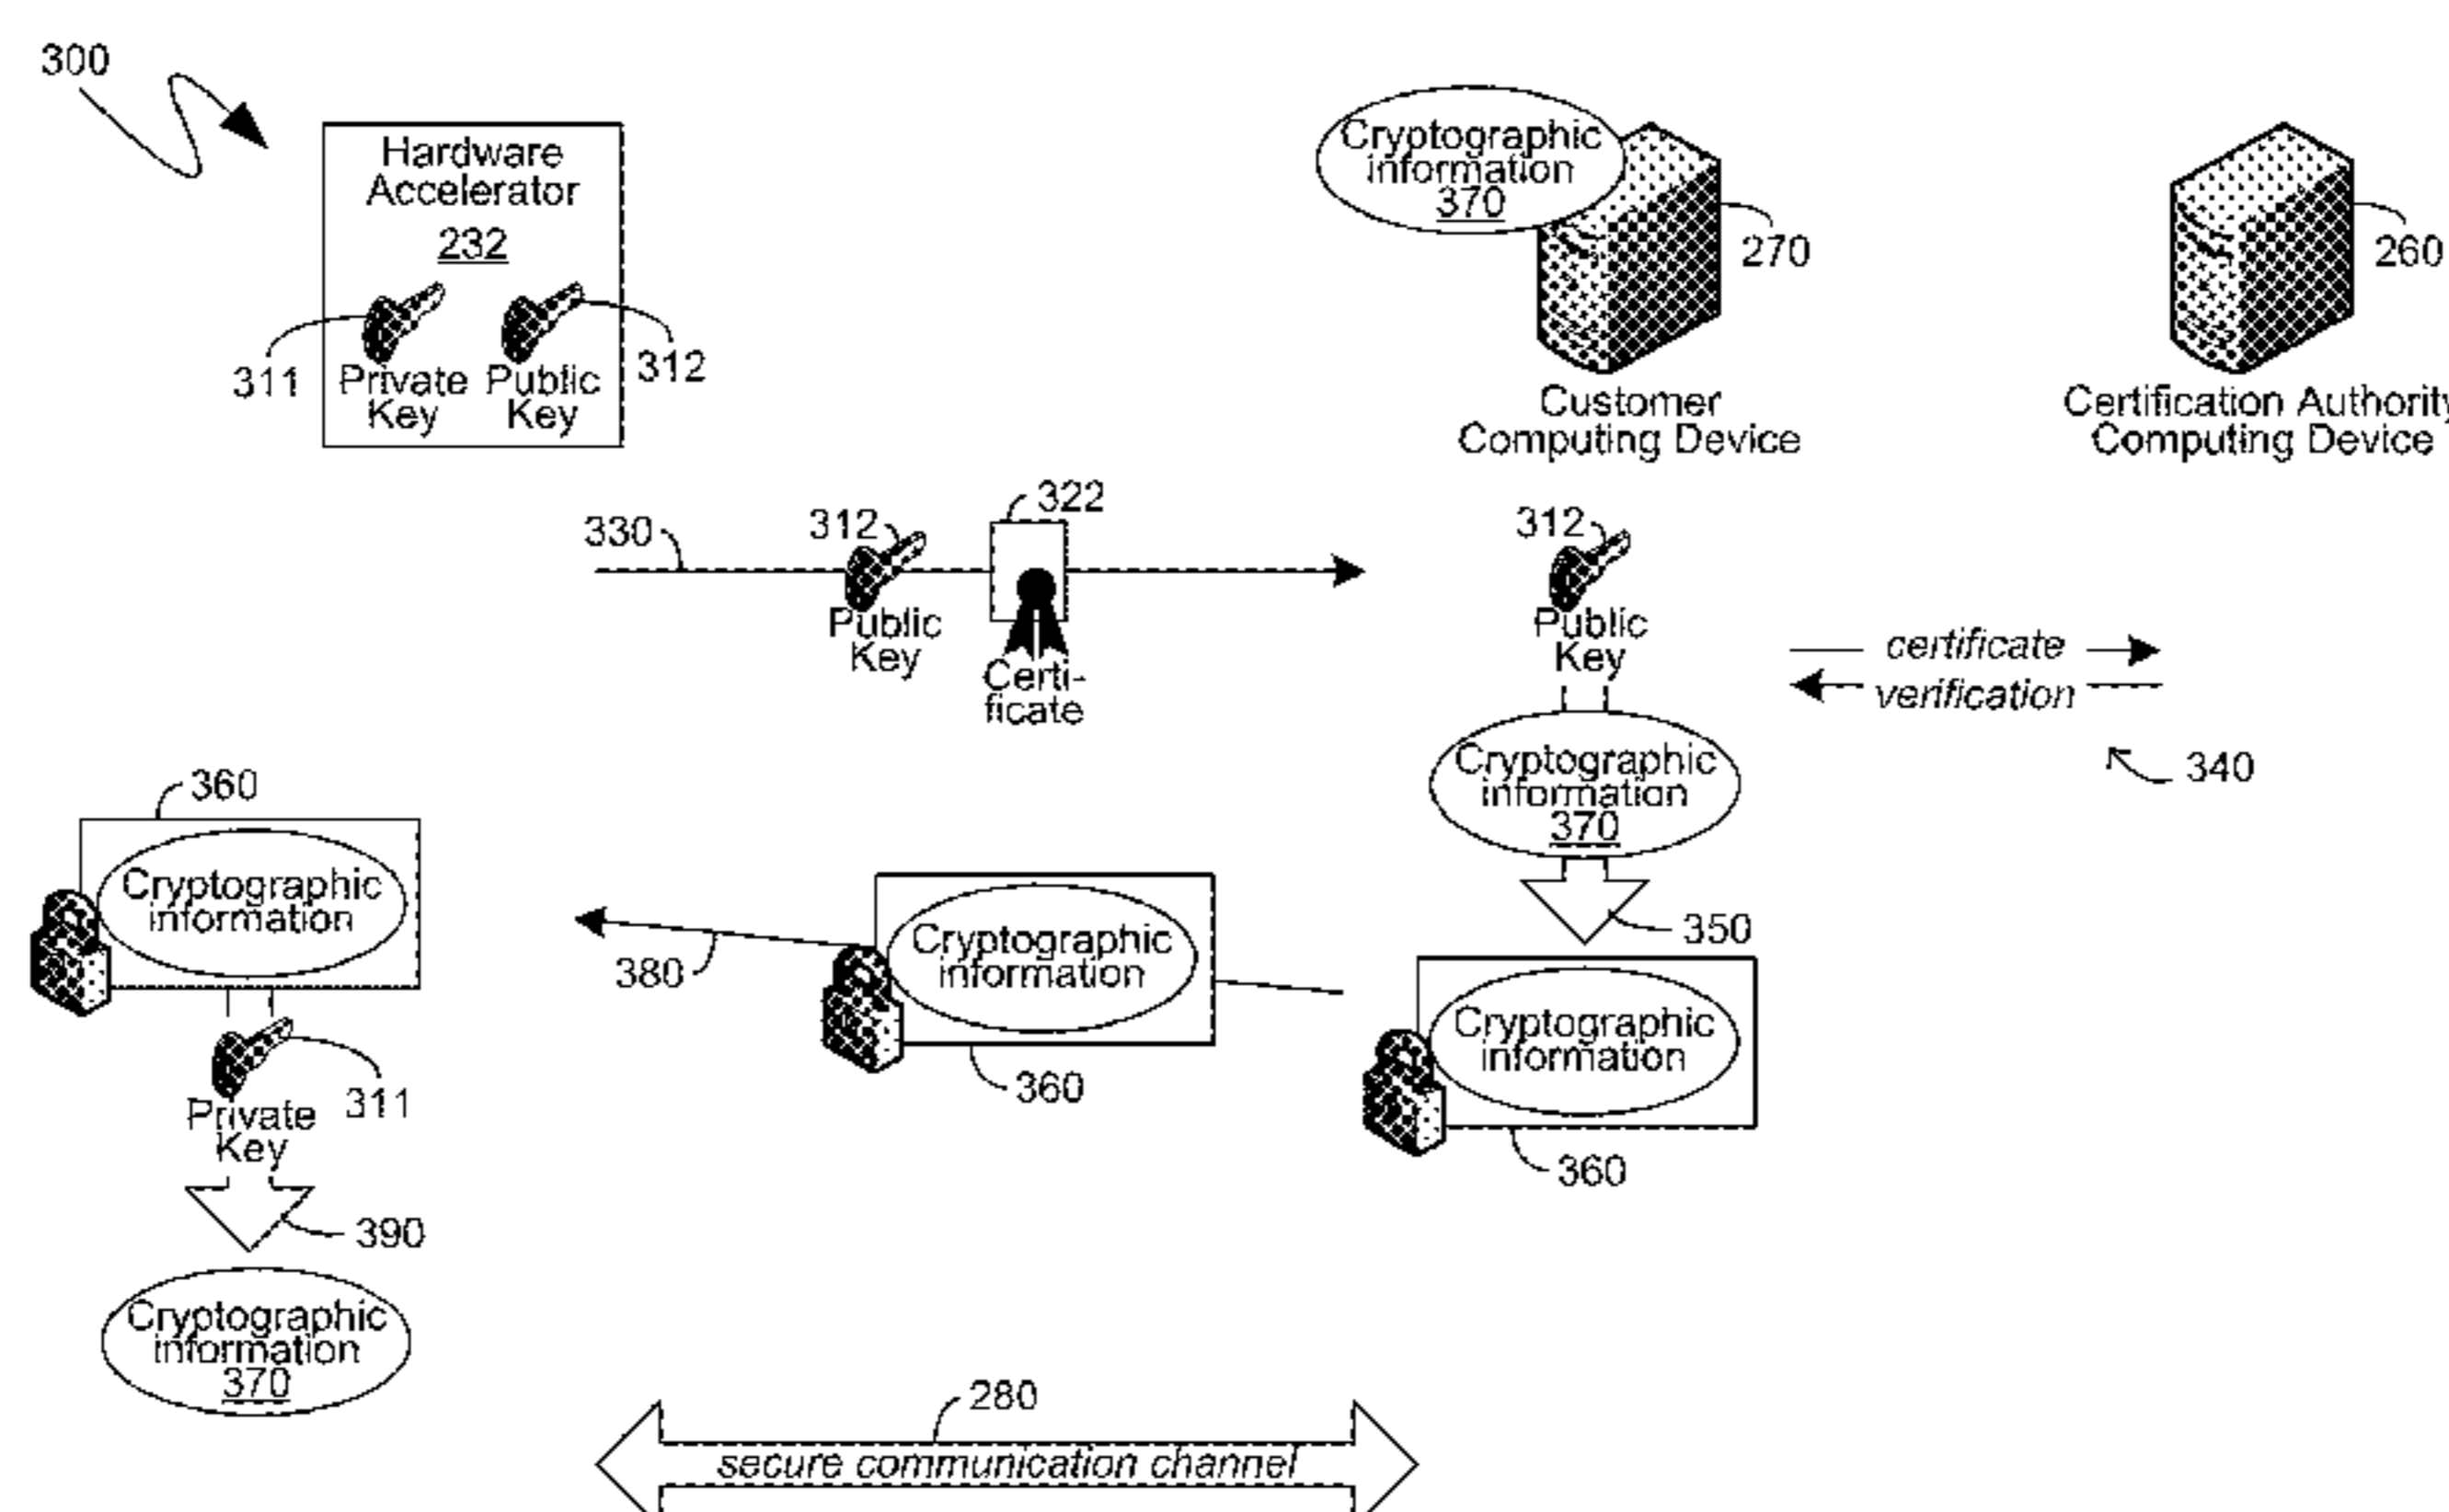 300
Hardware
Accelerator
232
311
Private
Key
Public
Key
312
Cryptographic
information
370
270
Customer
Computing Device
260
Certification Authority
Computing Device
330
312
Public
Key
322
Certi-
ficate
312
Public
Key
certificate
verification
340
Cryptographic
information
370
350
Cryptographic
information
360
380
Cryptographic
information
360
360
Cryptographic
information
311
Private
Key
390
Cryptographic
information
370
280
secure communication channel